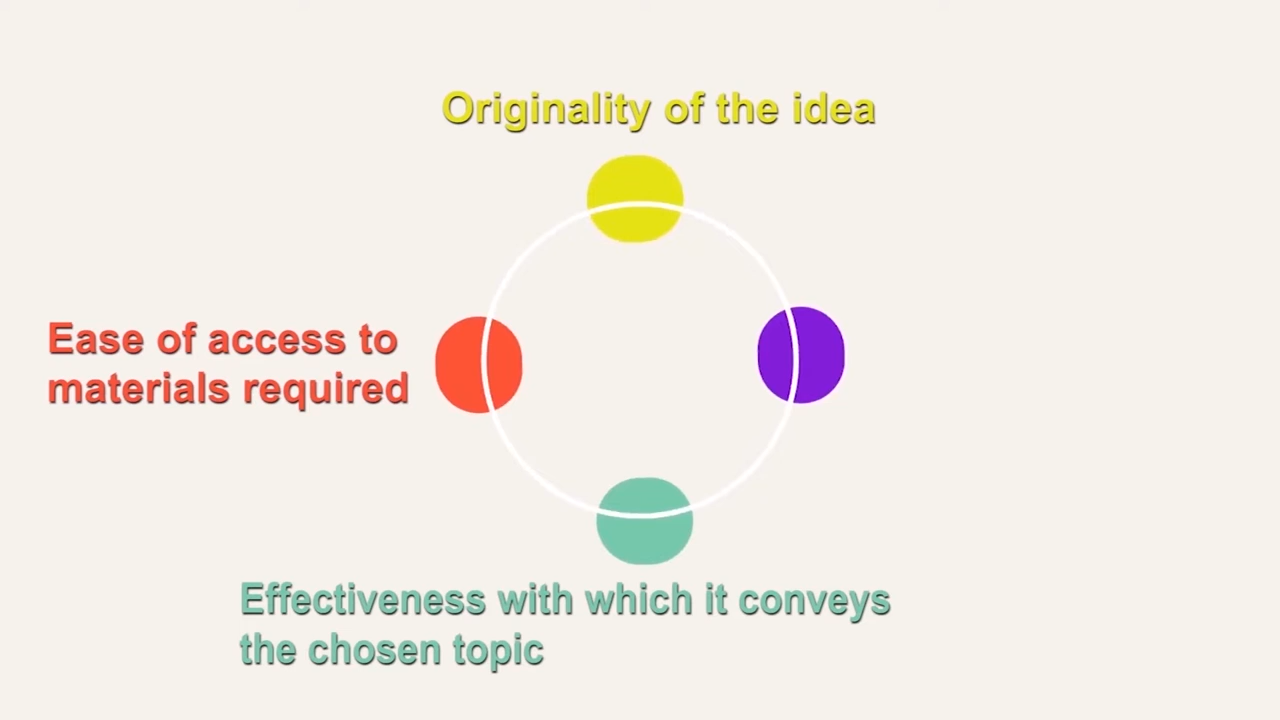 Originality of the idea
Ease of access to
materials required
Effectiveness with which it conveys
the chosen topic